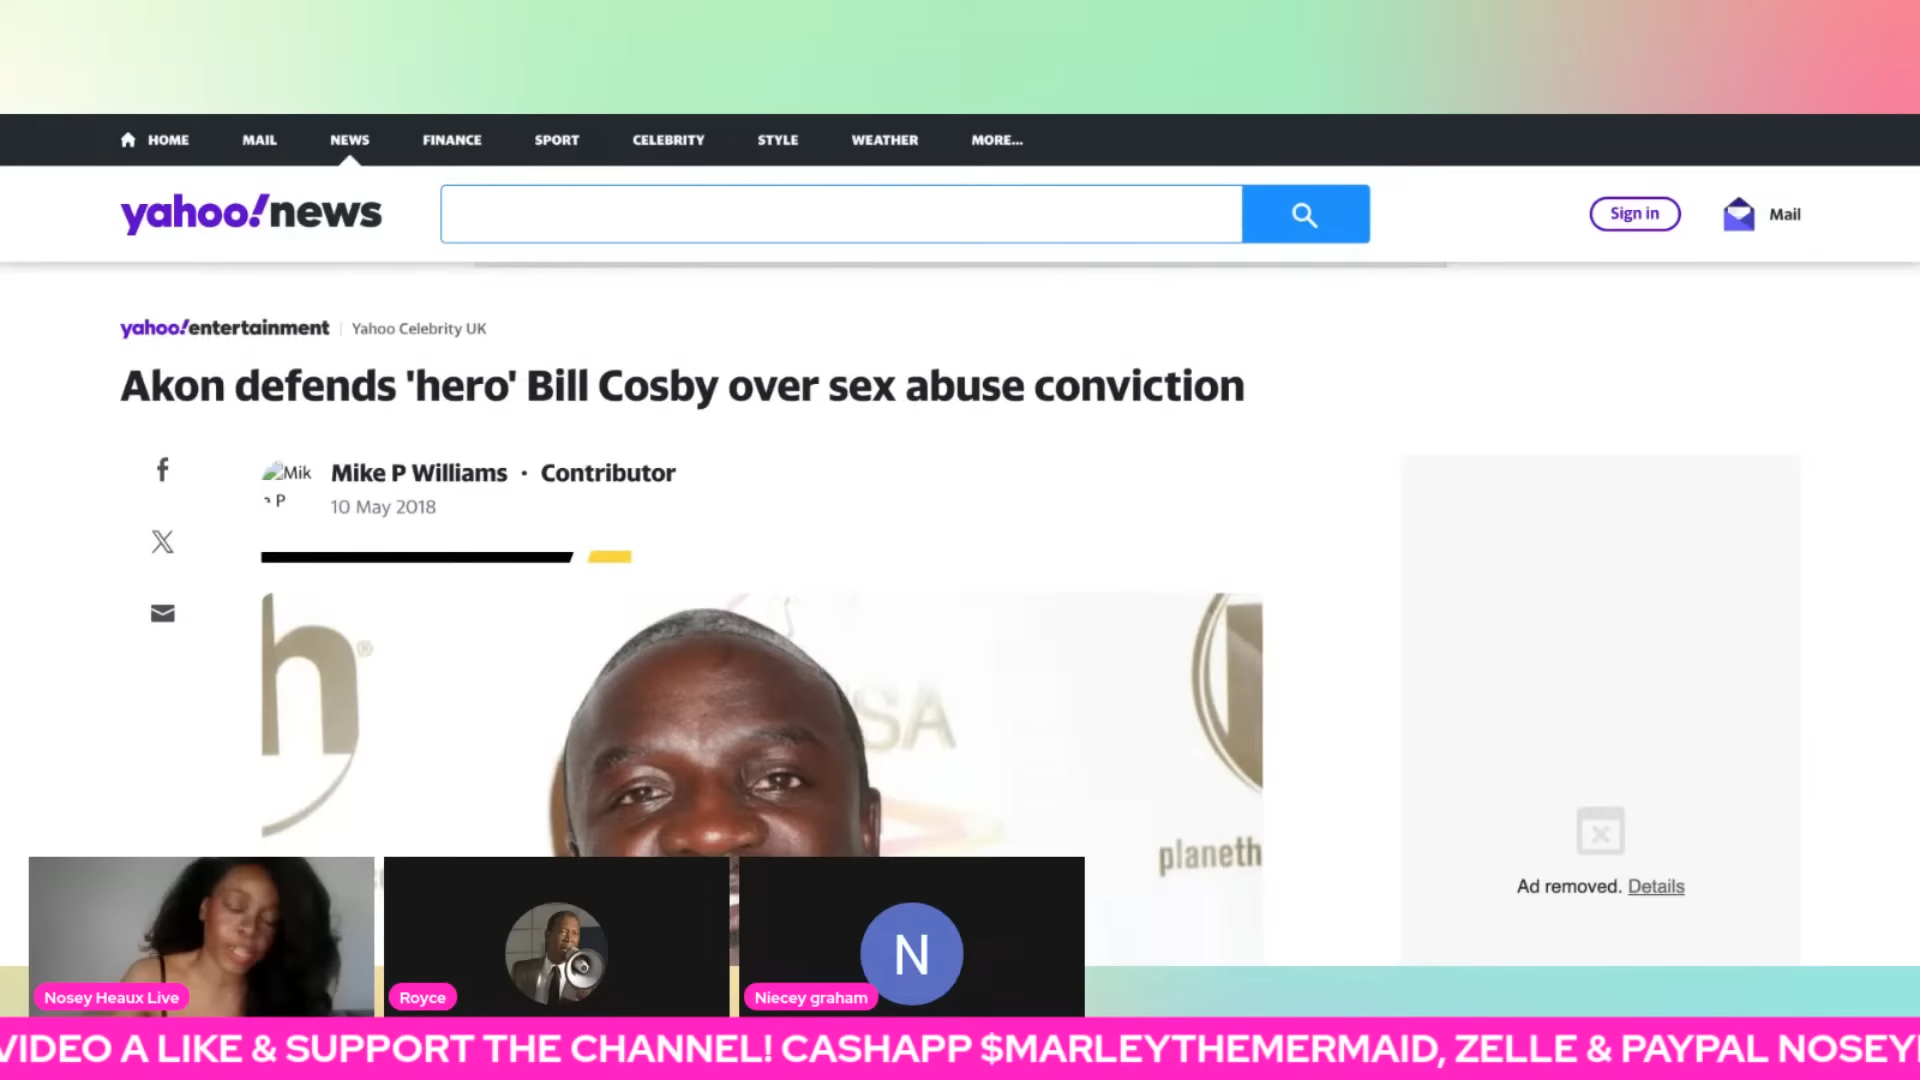 HOME MAIL NEWS FINANCE SPORT CELEBRITY STYLE WEATHER MORE...
yahoo!news
Sign in
Mail
yahoo!entertainment | Yahoo Celebrity UK
Akon defends 'hero' Bill Cosby over sex abuse conviction
Mik
P
Mike P Williams · Contributor
10 May 2018
h®
SA
planeth
Ad removed. Details
N
Nosey Heaux Live
Royce
Niecey graham
VIDEO A LIKE & SUPPORT THE CHANNEL! CASHAPP $MARLEYTHEMERMAID, ZELLE & PAYPAL NOSEY